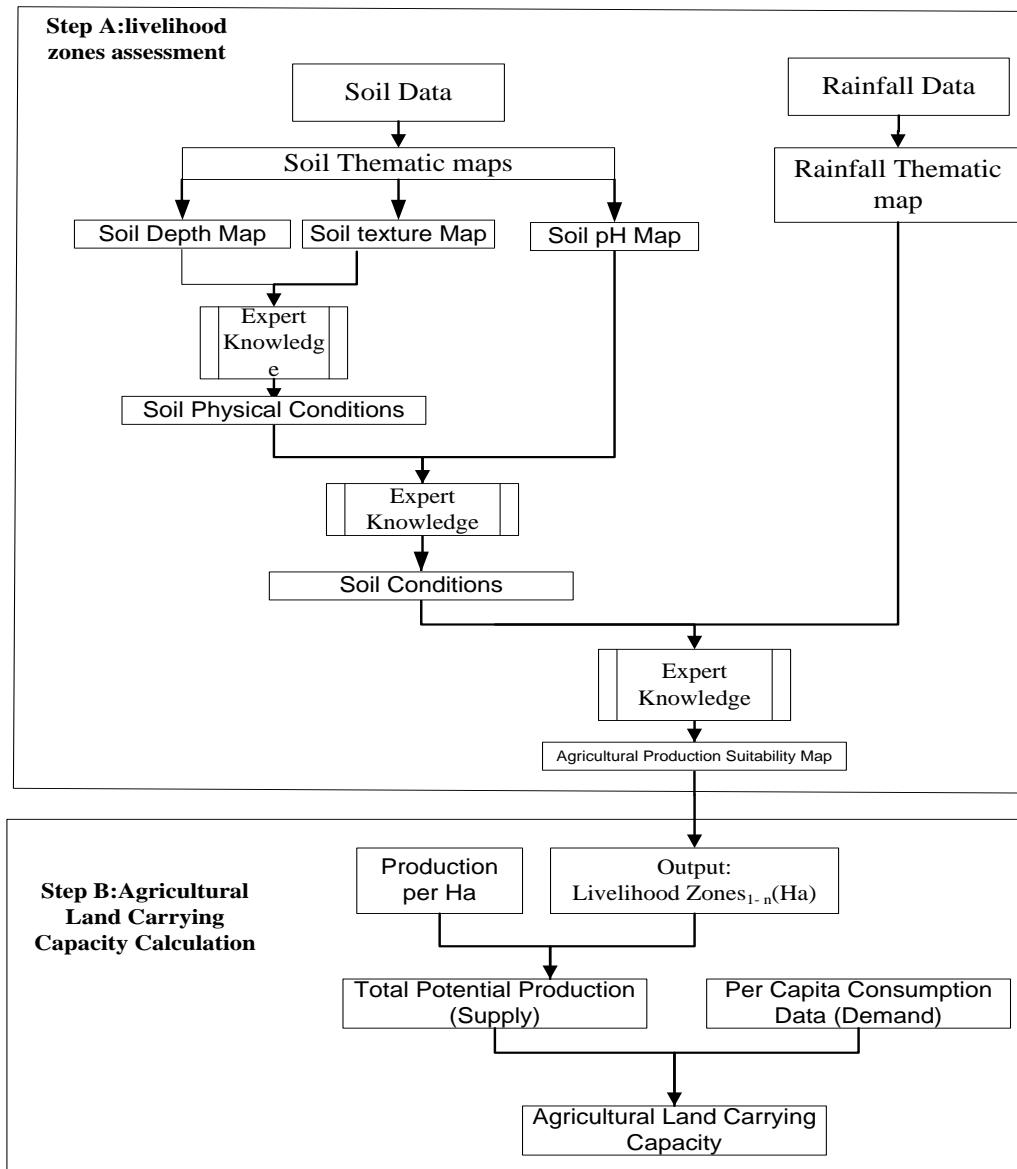 Step A:livelihood
zones assessment
Soil Data
Rainfall Data
Soil Thematic maps
Rainfall Thematic
map
Soil Depth Map
Soil texture Map
Soil pH Map
Expert
Knowledg
e
Soil Physical Conditions
Expert
Knowledge
Soil Conditions
Expert
Knowledge
Agricultural Production Suitability Map
Step B:Agricultural
Land Carrying
Capacity Calculation
Production
per Ha
Output:
Livelihood Zones1- n(Ha)
Total Potential Production
(Supply)
Per Capita Consumption
Data (Demand)
Agricultural Land Carrying
Capacity